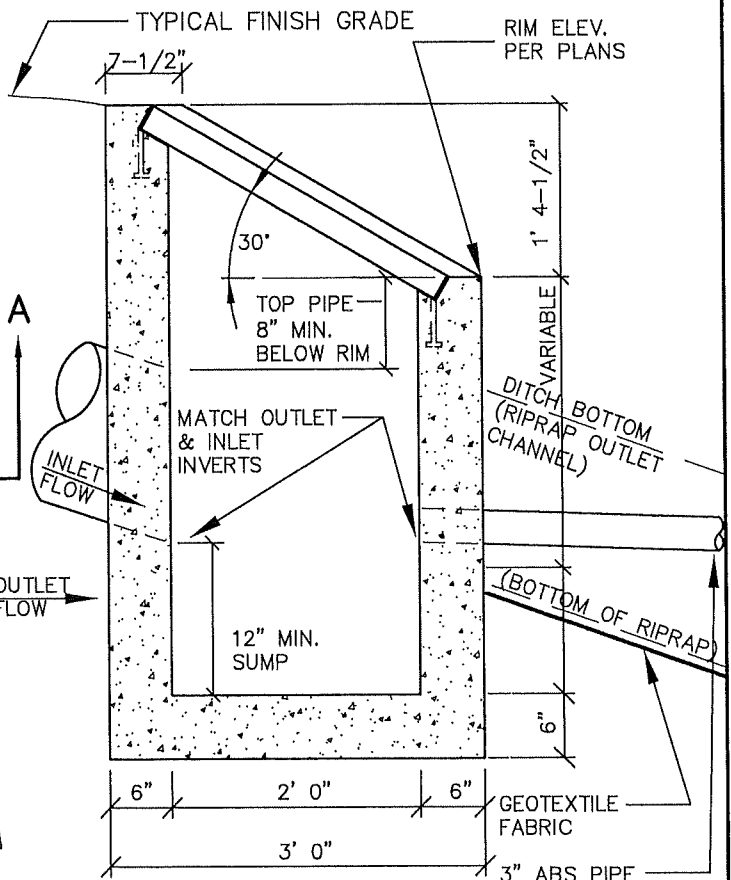 TYPICAL FINISH GRADE
RIM ELEV.
PER PLANS
7-1/2"
1' 4-1/2"
30°
A
TOP PIPE
8" MIN.
BELOW RIM
VARIABLE
DITCH BOTTOM
(RIPRAP OUTLET
CHANNEL)
MATCH OUTLET
& INLET
INVERTS
INLET
FLOW
OUTLET
FLOW
(BOTTOM OF RIPRAP)
12" MIN.
SUMP
6"
6"
2' 0"
6"
GEOTEXTILE
FABRIC
3' 0"
3" ABS PIPE